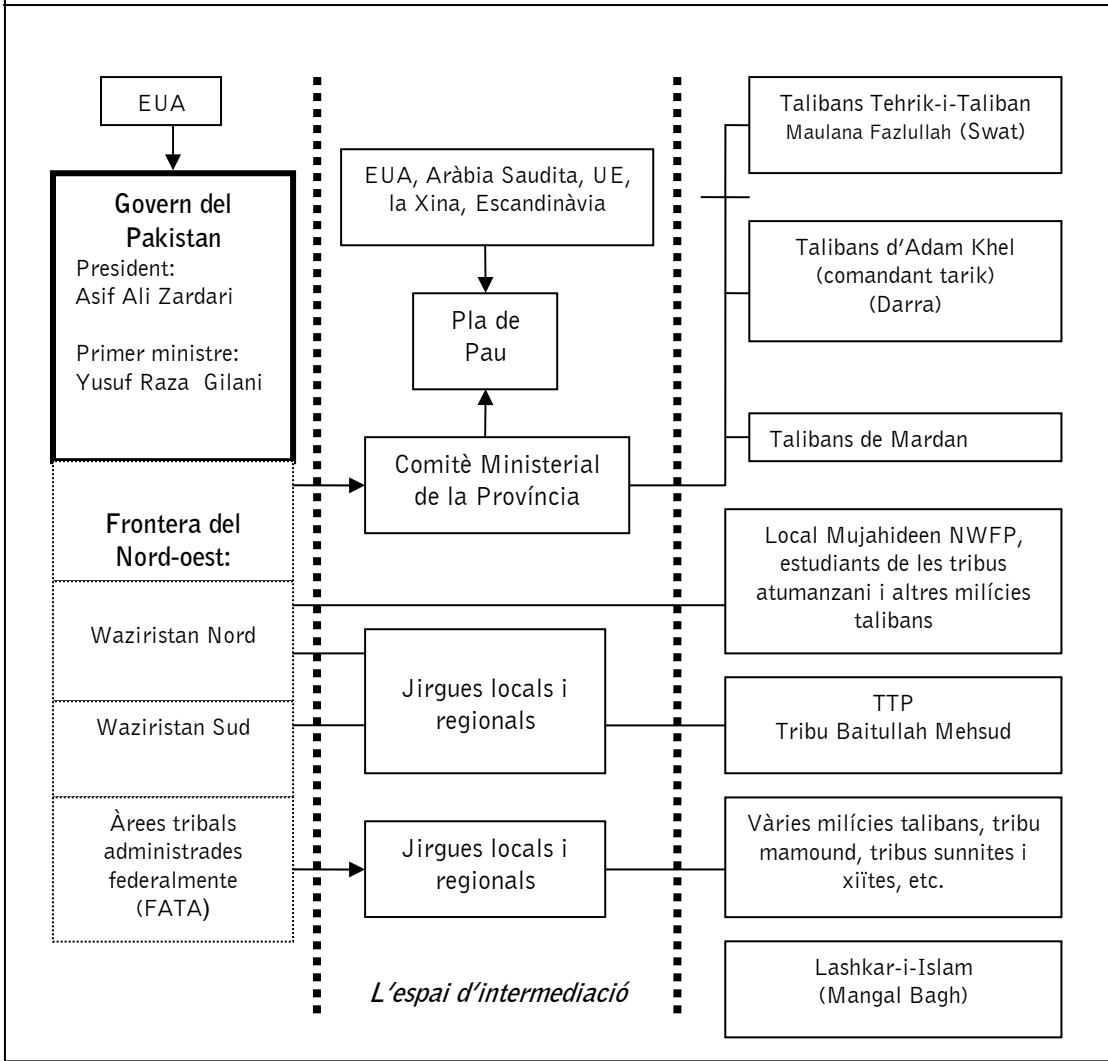 EUA
Govern del
Pakistan
President:
Asif Ali Zardari
Primer ministre:
Yusuf Raza Gilani
Frontera del
Nord-oest:
Waziristan Nord
Waziristan Sud
Àrees tribals
administrades
federalmente
(FATA)
EUA, Aràbia Saudita, UE,
la Xina, Escandinàvia
Pla de
Pau
Comitè Ministerial
de la Província
Jirgues locals i
regionals
Jirgues locals i
regionals
L'espai d'intermediació
Talibans Tehrik-i-Taliban
Maulana Fazlullah (Swat)
Talibans d'Adam Khel
(comandant tarik)
(Darra)
Talibans de Mardan
Local Mujahideen NWFP,
estudiants de les tribus
atumanzani i altres milícies
talibans
TTP
Tribu Baitullah Mehsud
Vàries milícies talibans, tribu
mamound, tribus sunnites i
xiïtes, etc.
Lashkar-i-Islam
(Mangal Bagh)